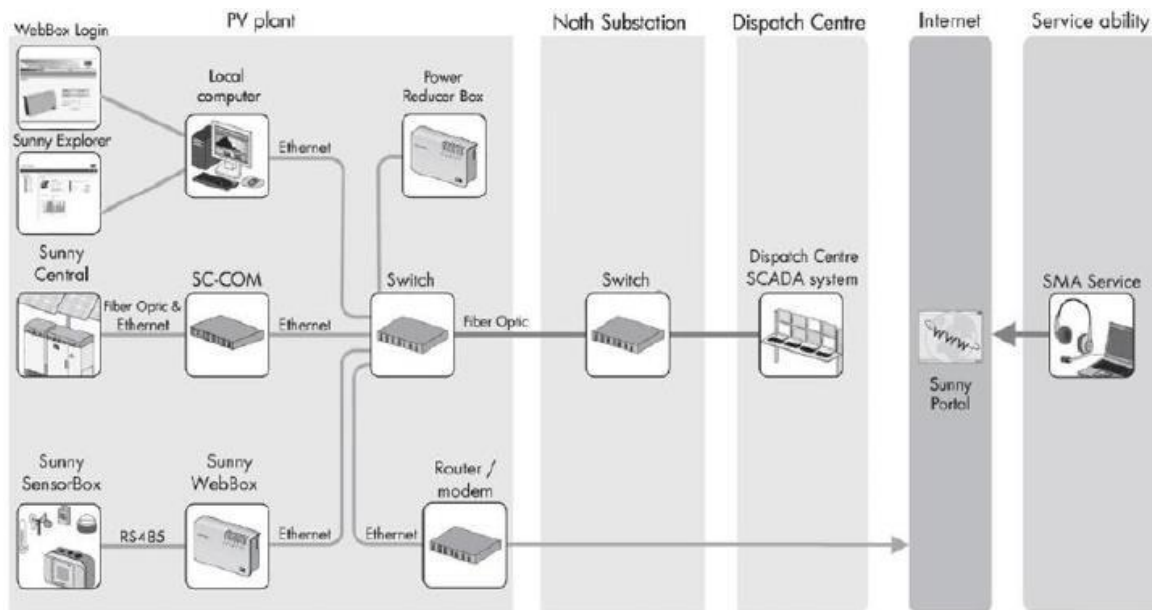 PV plant
Nath Substation
Dispatch Centre
Internet
Service ability
WebBox Login
Sunny Explorer
Local
computer
Ethernet
Power
Reducer Box
Sunny
Central
Fiber Optic &
Ethernet
SC-COM
Ethernet
Switch
Fiber Optic
Switch
Dispatch Centre
SCADA system
www
Sunny
Portal
SMA Service
Sunny
SensorBox
RS485
Sunny
WebBox
Ethernet
Ethernet
Router /
modem